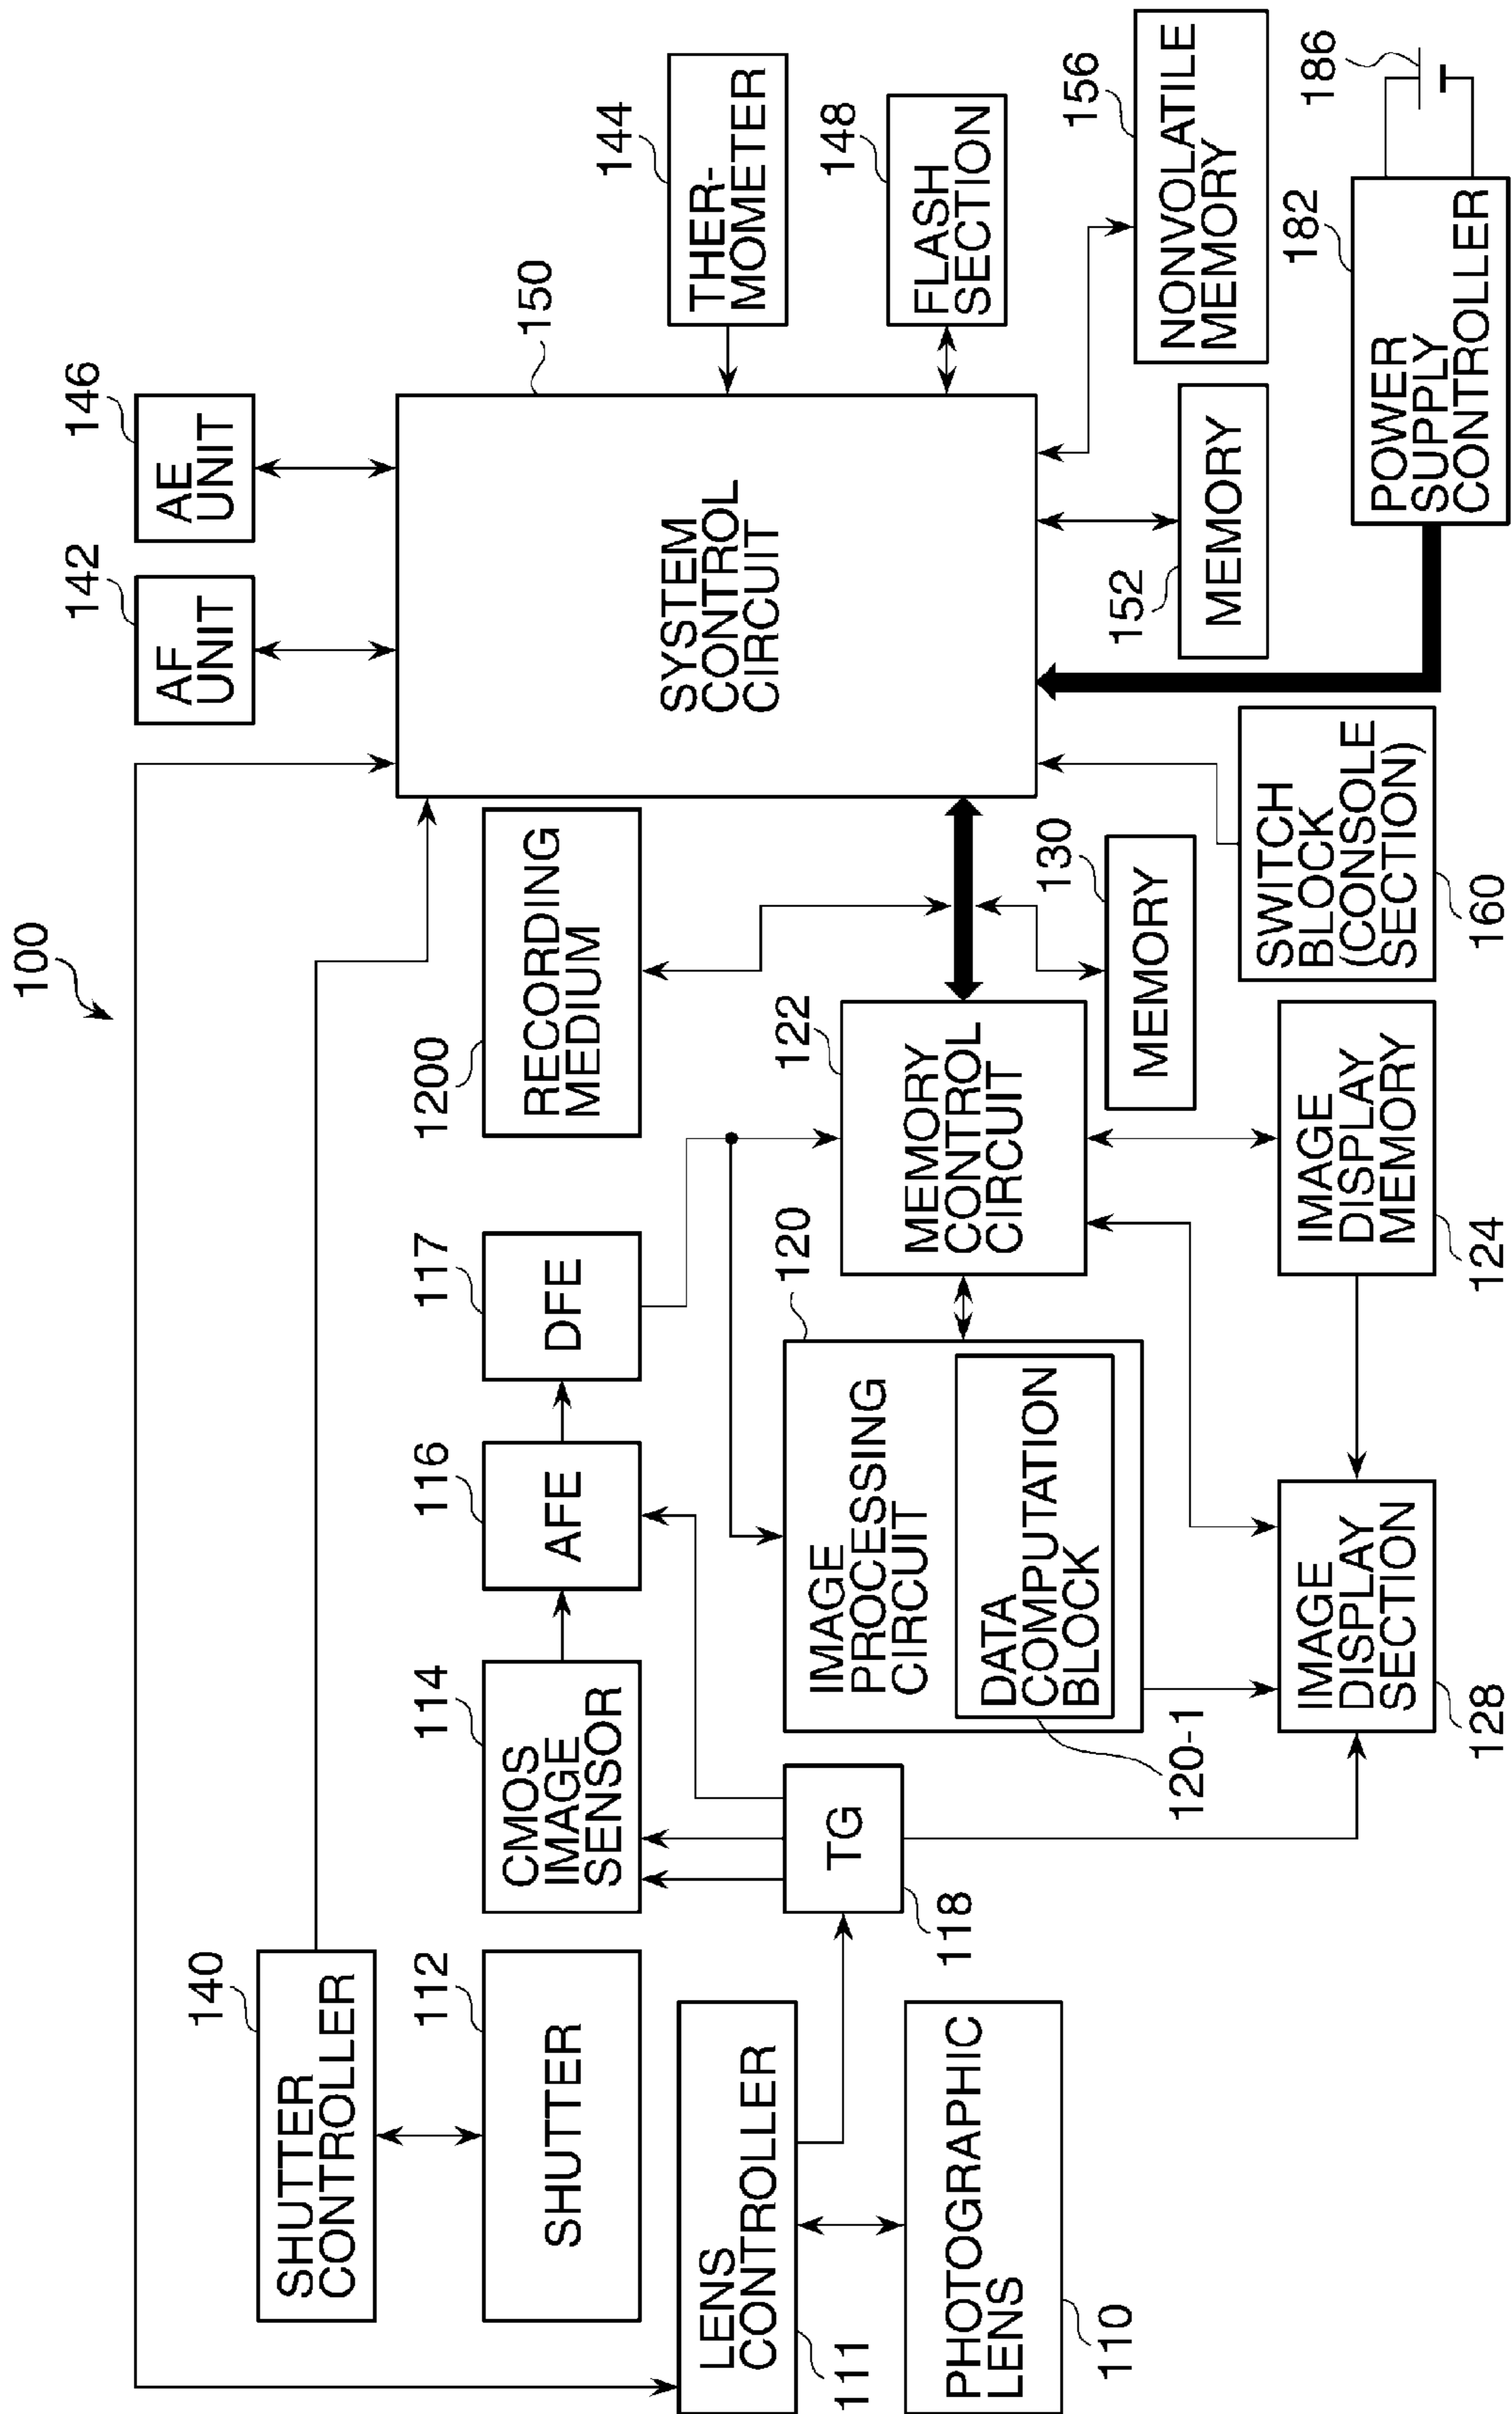 100
140
SHUTTER
CONTROLLER
112
SHUTTER
LENS
CONTROLLER
111
PHOTOGRAPHIC
LENS
110
114
CMOS
IMAGE
SENSOR
116
AFE
117
DFE
TG
118
120
IMAGE
PROCESSING
CIRCUIT
DATA
COMPUTATION
BLOCK
120-1
122
MEMORY
CONTROL
CIRCUIT
1200
RECORDING
MEDIUM
130
MEMORY
IMAGE
DISPLAY
SECTION
128
IMAGE
DISPLAY
MEMORY
124
SWITCH
BLOCK
(CONSOLE
SECTION)
160
142
AF
UNIT
146
AE
UNIT
150
SYSTEM
CONTROL
CIRCUIT
144
THER-
MOMETER
148
FLASH
SECTION
156
NONVOLATILE
MEMORY
152
MEMORY
182
POWER
SUPPLY
CONTROLLER
186